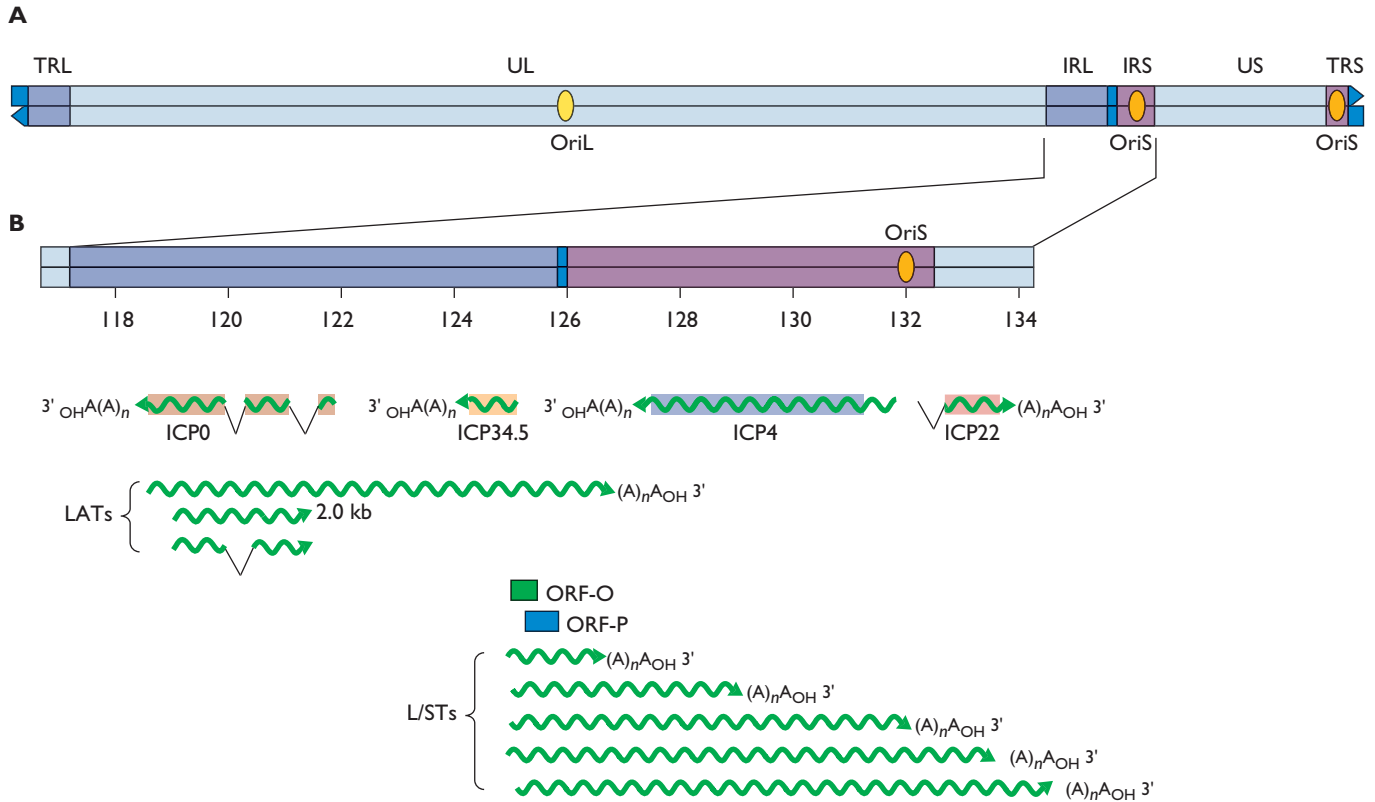 A
TRL UL IRL IRS US TRS
OriL OriS OriS
B
OriS
118 120 122 124 126 128 130 132 134
3' OHA(A)n 3' OHA(A)n 3' OHA(A)n (A)nAOH 3'
ICP0 ICP34.5 ICP4 ICP22
(A)nAOH 3'
LATs 2.0 kb
ORF-O
ORF-P
(A)nAOH 3'
(A)nAOH 3'
L/STs (A)nAOH 3'
(A)nAOH 3'
(A)nAOH 3'